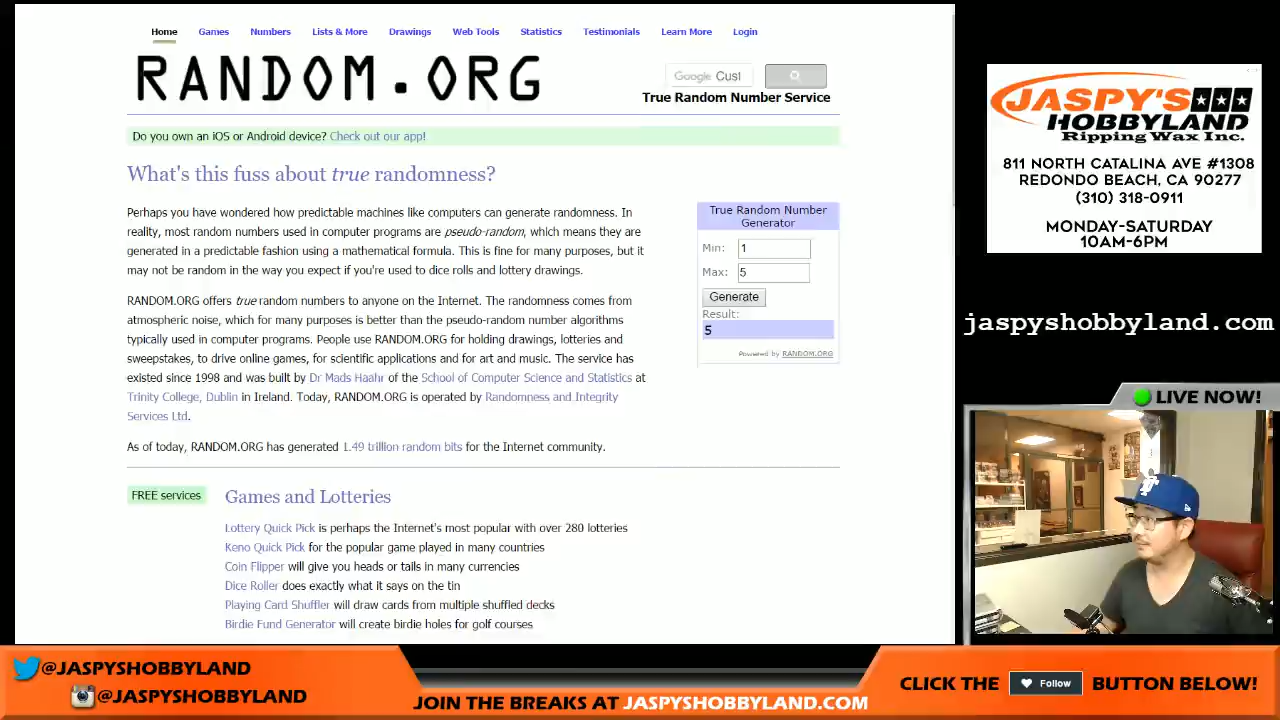 Home Games Numbers Lists & More Drawings Web Tools Statistics Testimonials Learn More Login
RANDOM.ORG
Google Cust
True Random Number Service
Do you own an iOS or Android device? Check out our app!
What's this fuss about true randomness?
Perhaps you have wondered how predictable machines like computers can generate randomness. In
reality, most random numbers used in computer programs are pseudo-random, which means they are
generated in a predictable fashion using a mathematical formula. This is fine for many purposes, but it
may not be random in the way you expect if you're used to dice rolls and lottery drawings.
RANDOM.ORG offers true random numbers to anyone on the Internet. The randomness comes from
atmospheric noise, which for many purposes is better than the pseudo-random number algorithms
typically used in computer programs. People use RANDOM.ORG for holding drawings, lotteries and
sweepstakes, to drive online games, for scientific applications and for art and music. The service has
existed since 1998 and was built by Dr Mads Haahr of the School of Computer Science and Statistics at
Trinity College, Dublin in Ireland. Today, RANDOM.ORG is operated by Randomness and Integrity
Services Ltd.
As of today, RANDOM.ORG has generated 1.49 trillion random bits for the Internet community.
True Random Number
Generator
Min: 1
Max: 5
Generate
Result:
5
Powered by RANDOM.ORG
FREE services
Games and Lotteries
Lottery Quick Pick is perhaps the Internet's most popular with over 280 lotteries
Keno Quick Pick for the popular game played in many countries
Coin Flipper will give you heads or tails in many currencies
Dice Roller does exactly what it says on the tin
Playing Card Shuffler will draw cards from multiple shuffled decks
Birdie Fund Generator will create birdie holes for golf courses
JASPY'S
HOBBYLAND
Ripping Wax Inc.
811 NORTH CATALINA AVE #1308
REDONDO BEACH, CA 90277
(310) 318-0911
MONDAY-SATURDAY
10AM-6PM
jaspyshobbyland.com
LIVE NOW!
@JASPYSHOBBYLAND
@JASPYSHOBBYLAND
JOIN THE BREAKS AT JASPYSHOBBYLAND.COM
CLICK THE Follow BUTTON BELOW!